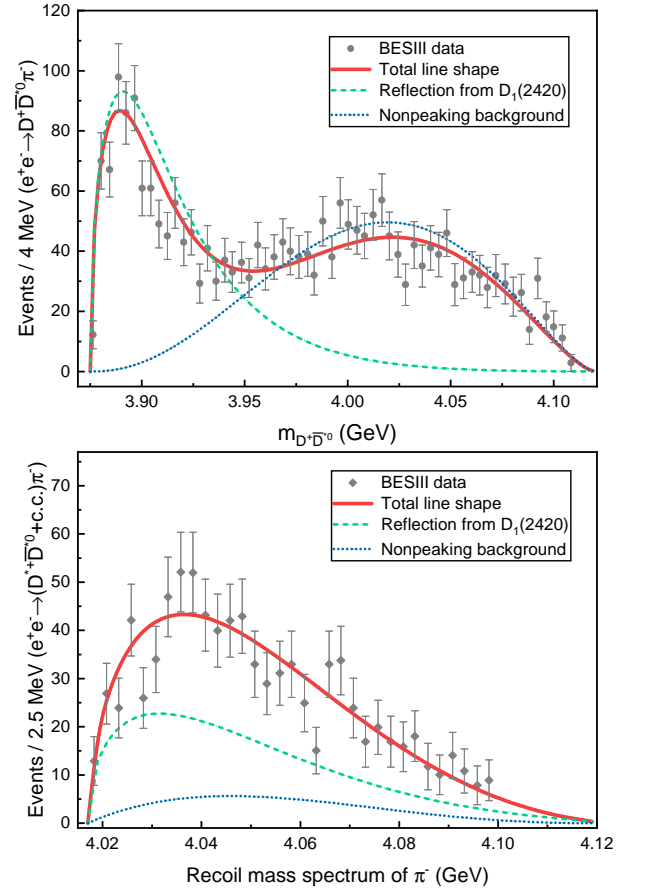 120
100
80
60
40
20
0
Events / 4 MeV (e⁺e⁻→D⁺D̅*⁰π⁻)
BESIII data
Total line shape
Reflection from D₁(2420)
Nonpeaking background
3.90
3.95
4.00
4.05
4.10
m_D⁺D̅*⁰ (GeV)
70
60
50
40
30
20
10
0
Events / 2.5 MeV (e⁺e⁻→(D*⁺D̅*⁰+c.c.)π⁻)
BESIII data
Total line shape
Reflection from D₁(2420)
Nonpeaking background
4.02
4.04
4.06
4.08
4.10
4.12
Recoil mass spectrum of π⁻ (GeV)